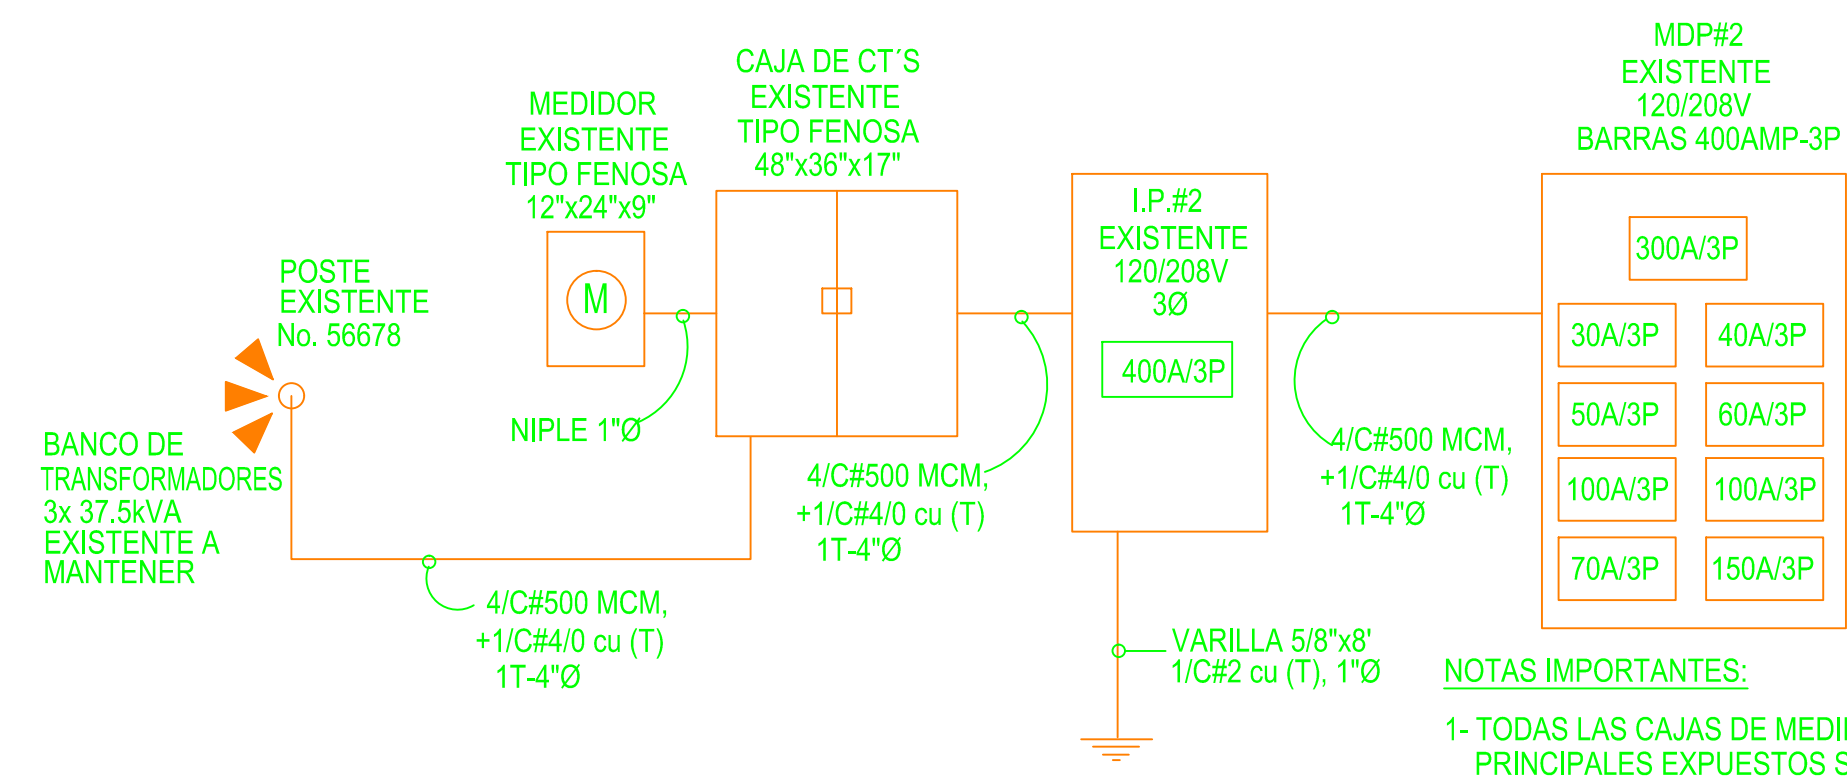 POSTE
EXISTENTE
No. 56678
BANCO DE
TRANSFORMADORES
3x 37.5kVA
EXISTENTE A
MANTENER
4/C#500 MCM,
+1/C#4/0 cu (T)
1T-4"Ø
MEDIDOR
EXISTENTE
TIPO FENOSA
12"x24"x9"
M
NIPLE 1"Ø
CAJA DE CT´S
EXISTENTE
TIPO FENOSA
48"x36"x17"
4/C#500 MCM,
+1/C#4/0 cu (T)
1T-4"Ø
I.P.#2
EXISTENTE
120/208V
3Ø
400A/3P
VARILLA 5/8"x8'
1/C#2 cu (T), 1"Ø
4/C#500 MCM,
+1/C#4/0 cu (T)
1T-4"Ø
MDP#2
EXISTENTE
120/208V
BARRAS 400AMP-3P
300A/3P
30A/3P 40A/3P
50A/3P 60A/3P
100A/3P 100A/3P
70A/3P 150A/3P
NOTAS IMPORTANTES:
1- TODAS LAS CAJAS DE
PRINCIPALES EXPUESTOS